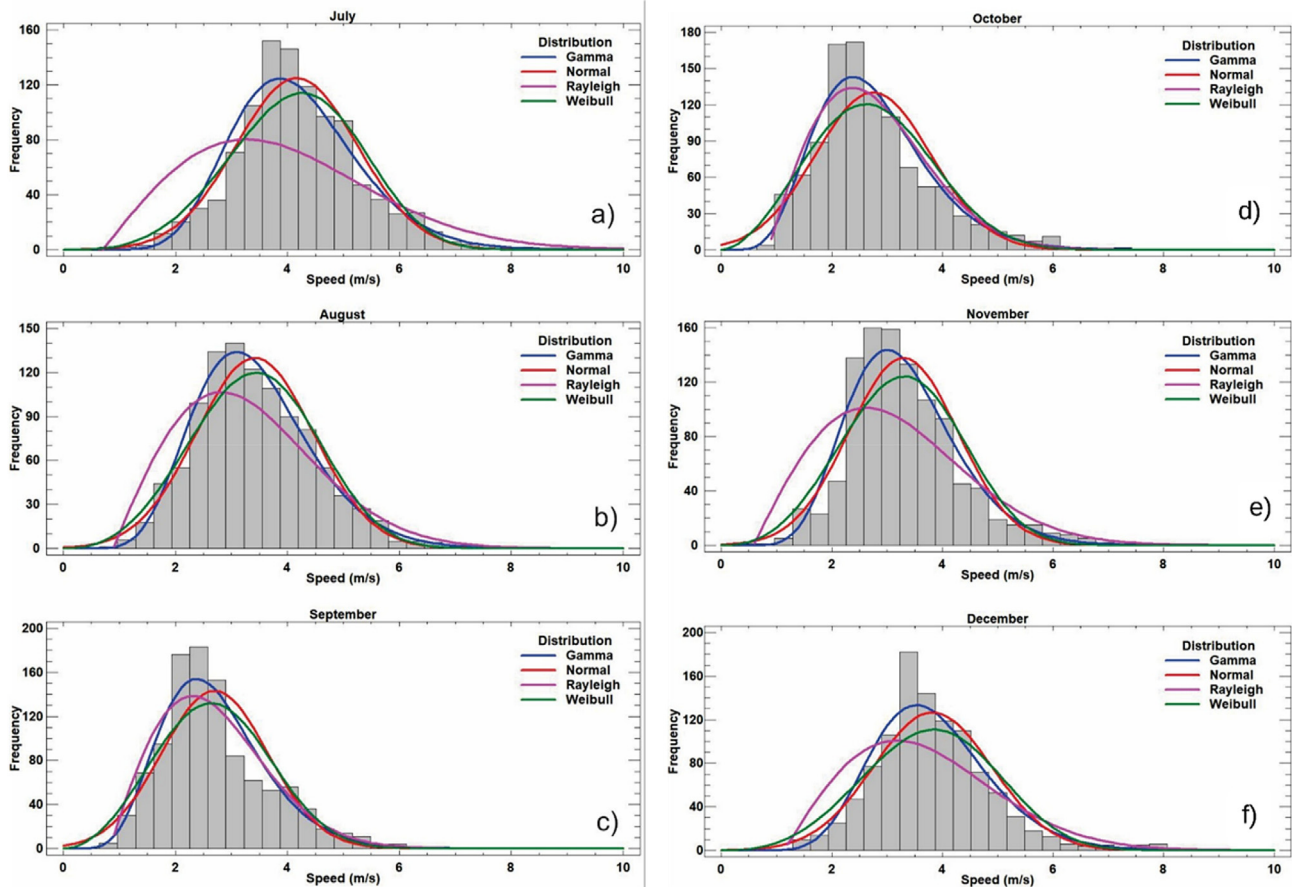 July
160
120
80
40
0
Frequency
Distribution
Gamma
Normal
Rayleigh
Weibull
a)
0 2 4 6 8 10
Speed (m/s)
August
150
120
90
60
30
0
Frequency
Distribution
Gamma
Normal
Rayleigh
Weibull
b)
0 2 4 6 8 10
Speed (m/s)
September
200
160
120
80
40
0
Frequency
Distribution
Gamma
Normal
Rayleigh
Weibull
c)
0 2 4 6 8 10
Speed (m/s)
October
180
150
120
90
60
30
0
Frequency
Distribution
Gamma
Normal
Rayleigh
Weibull
d)
0 2 4 6 8 10
Speed (m/s)
November
160
120
80
40
0
Frequency
Distribution
Gamma
Normal
Rayleigh
Weibull
e)
0 2 4 6 8 10
Speed (m/s)
December
200
160
120
80
40
0
Frequency
Distribution
Gamma
Normal
Rayleigh
Weibull
f)
0 2 4 6 8 10
Speed (m/s)